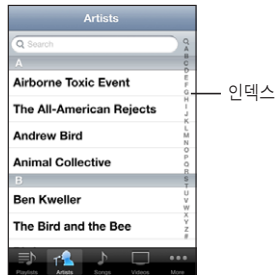 Artists
Search
A
Airborne Toxic Event
The All-American Rejects
Andrew Bird
Animal Collective
B
Ben Kweller
The Bird and the Bee
A
B
C
D
E
F
G
H
I
J
K
L
M
N
O
P
Q
R
S
T
U
V
W
X
Y
Z
#
인덱스
Playlists
Artists
Songs
Videos
More